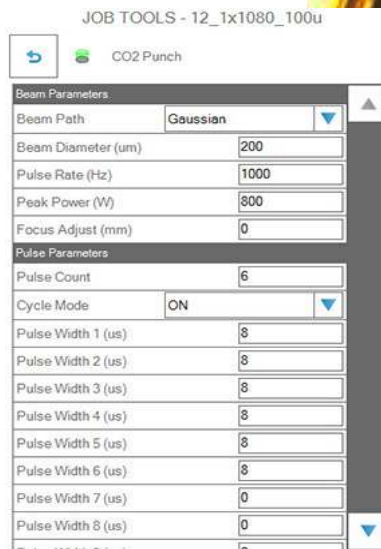 JOB TOOLS - 12_1x1080_100u
CO2 Punch
Beam Parameters
Beam Path Gaussian
Beam Diameter (um) 200
Pulse Rate (Hz) 1000
Peak Power (W) 800
Focus Adjust (mm) 0
Pulse Parameters
Pulse Count 6
Cycle Mode ON
Pulse Width 1 (us) 8
Pulse Width 2 (us) 8
Pulse Width 3 (us) 8
Pulse Width 4 (us) 8
Pulse Width 5 (us) 8
Pulse Width 6 (us) 8
Pulse Width 7 (us) 0
Pulse Width 8 (us) 0